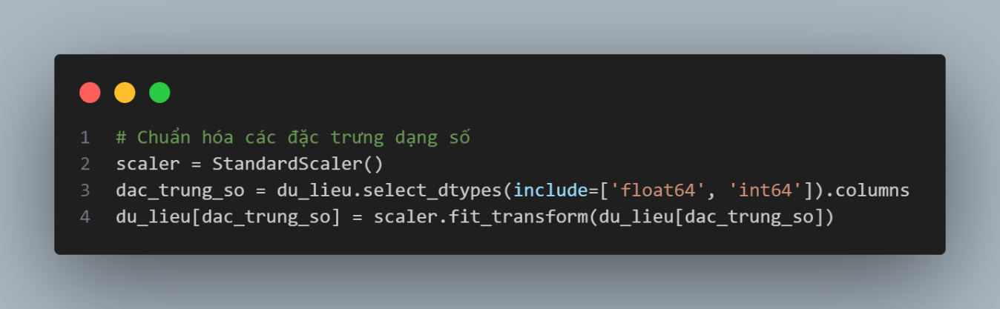 1 # Chuẩn hóa các đặc trưng dạng số
2 scaler = StandardScaler()
3 dac_trung_so = du_lieu.select_dtypes(include=['float64', 'int64']).columns
4 du_lieu[dac_trung_so] = scaler.fit_transform(du_lieu[dac_trung_so])